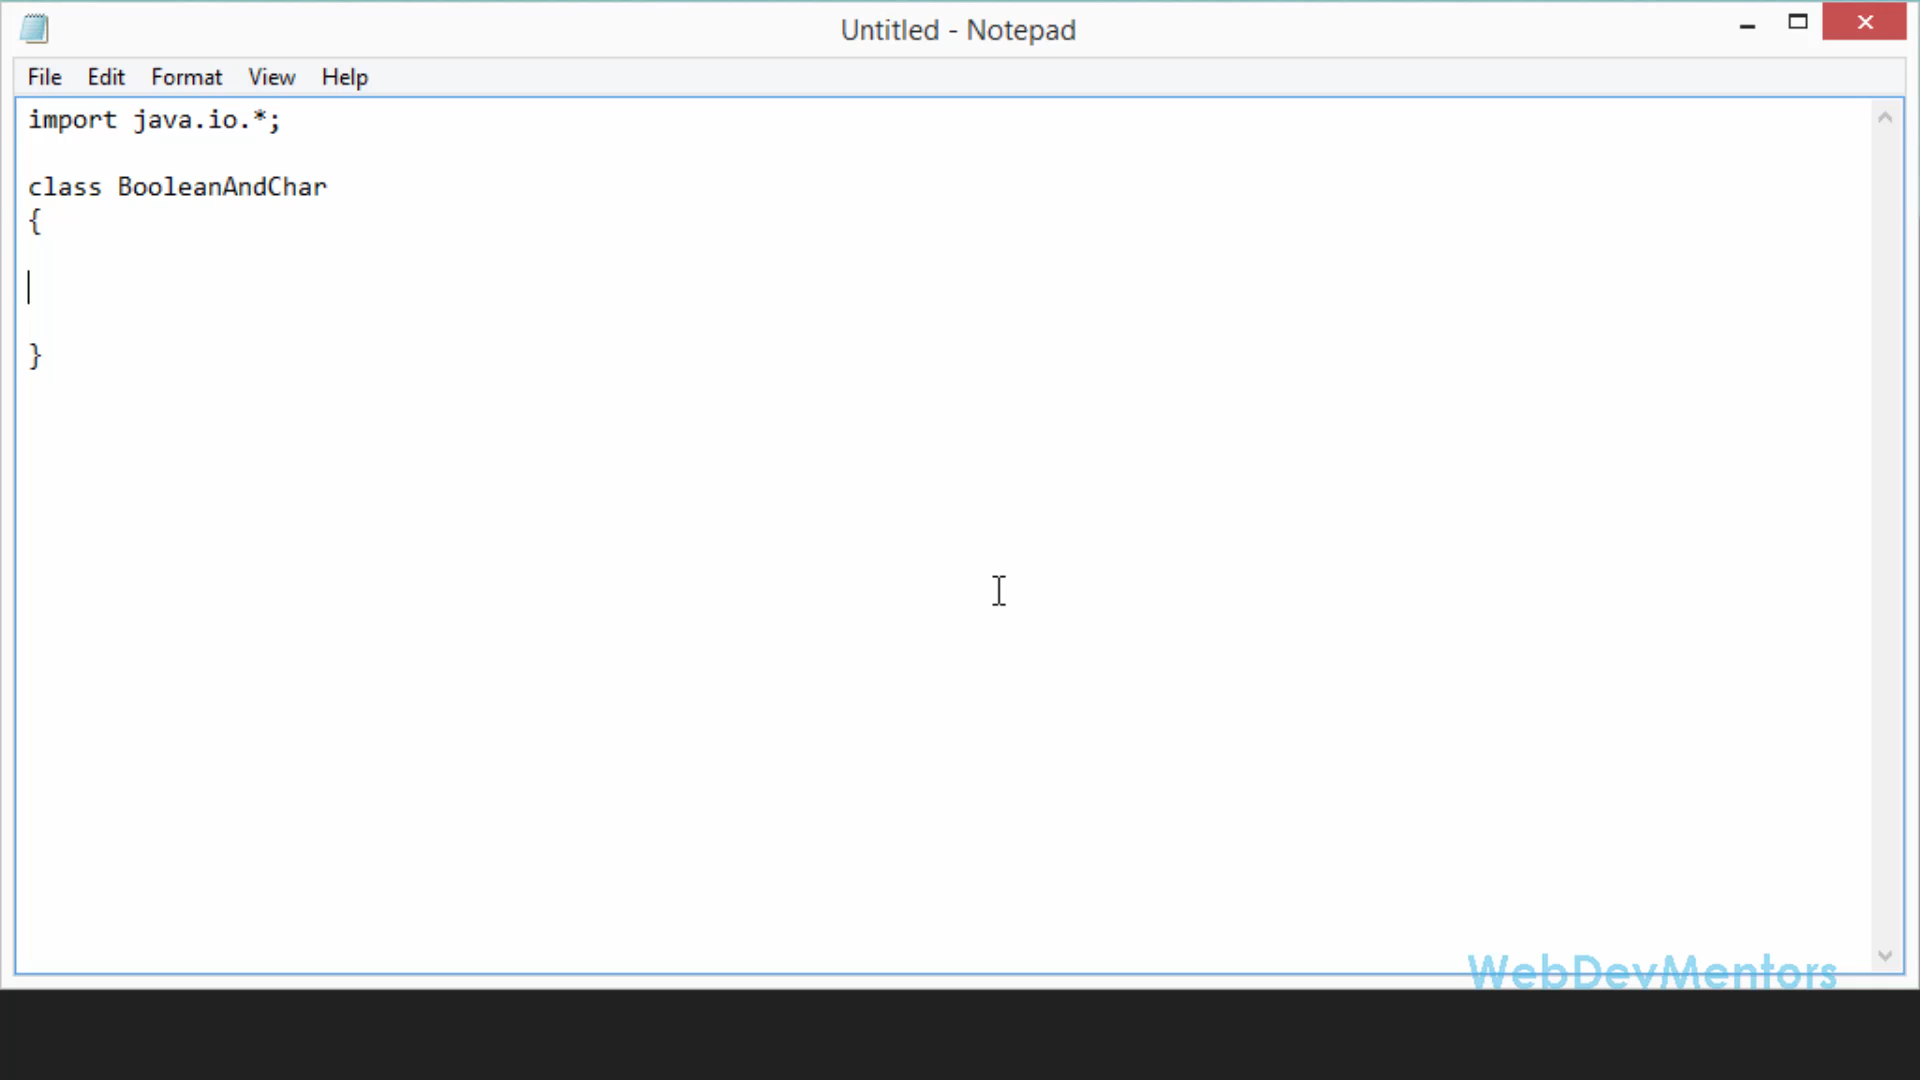 Untitled - Notepad
File Edit Format View Help
import java.io.*;
class BooleanAndChar
{
}
WebDevMentors